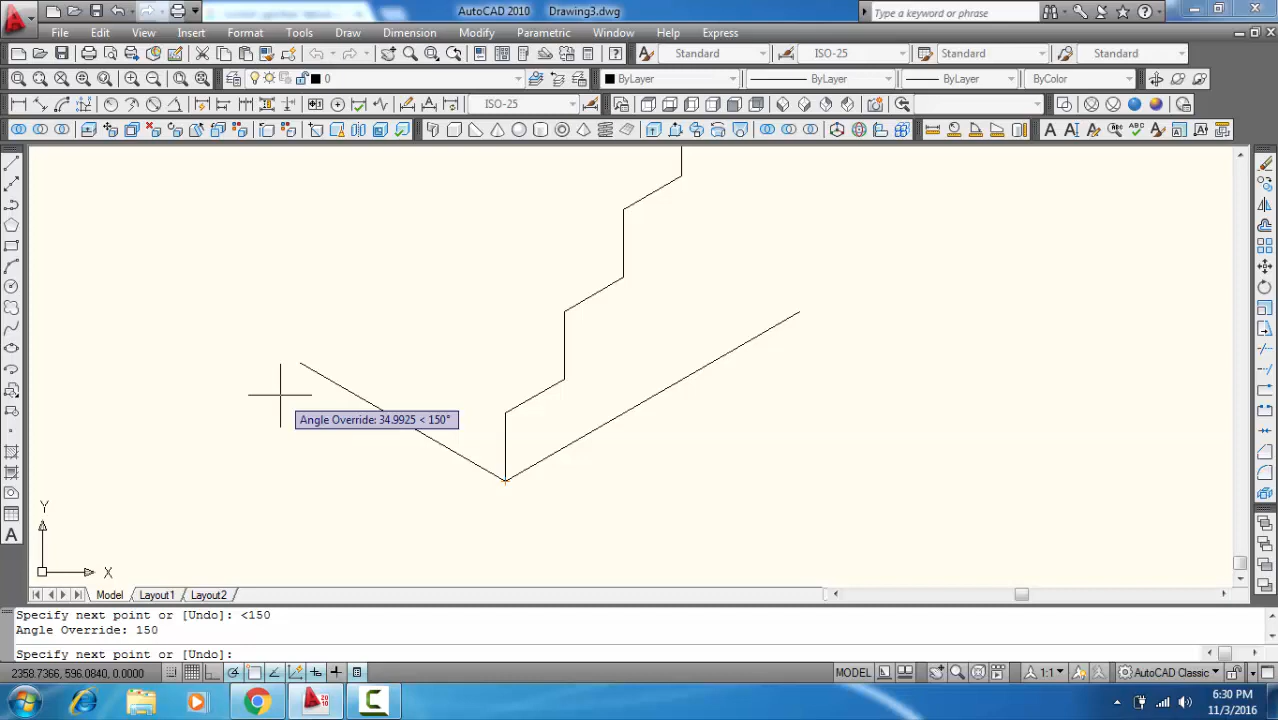 AutoCAD 2010 Drawing3.dwg Type a keyword or phrase
File Edit View Insert Format Tools Draw Dimension Modify Parametric Window Help Express
Standard ISO-25 Standard Standard
0 ByLayer ByLayer ByLayer ByColor
ISO-25
Angle Override: 34.9925 < 150°
Y
X
Model Layout1 Layout2
Specify next point or [Undo]: <150
Angle Override: 150
Specify next point or [Undo]:
2358.7366, 596.0840, 0.0000 MODEL 1:1 AutoCAD Classic
6:30 PM
11/3/2016